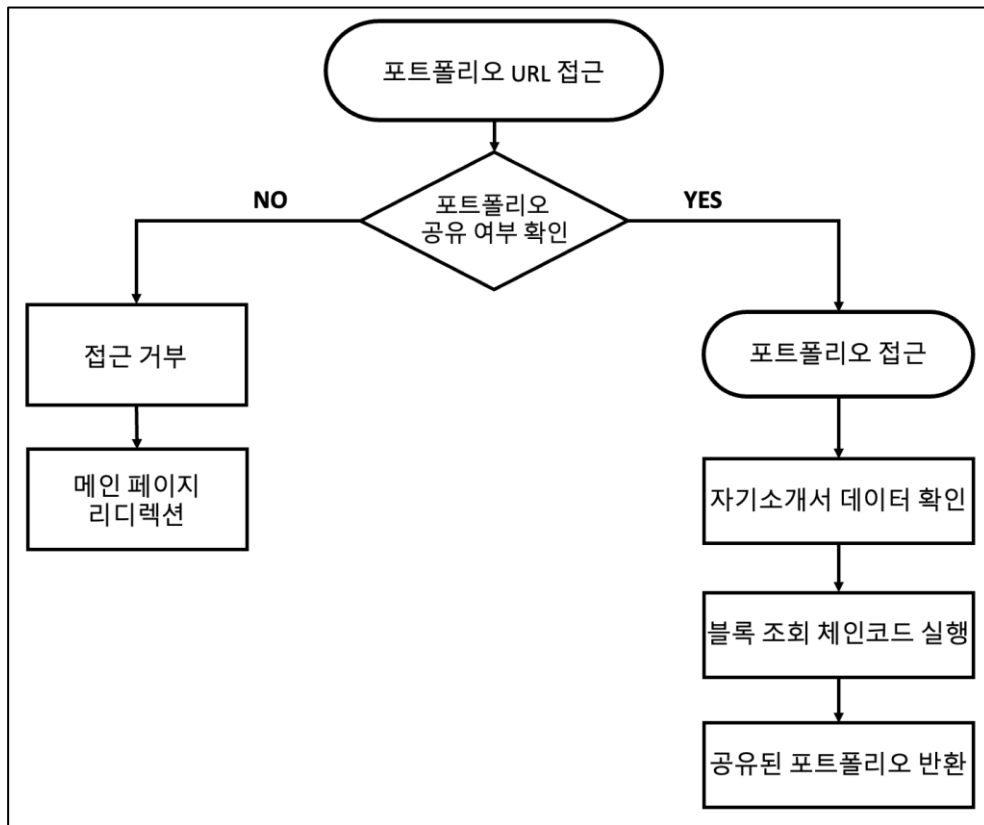 포트폴리오 URL 접근
포트폴리오
공유 여부 확인
NO
YES
접근 거부
메인 페이지
리디렉션
포트폴리오 접근
자기소개서 데이터 확인
블록 조회 체인코드 실행
공유된 포트폴리오 반환